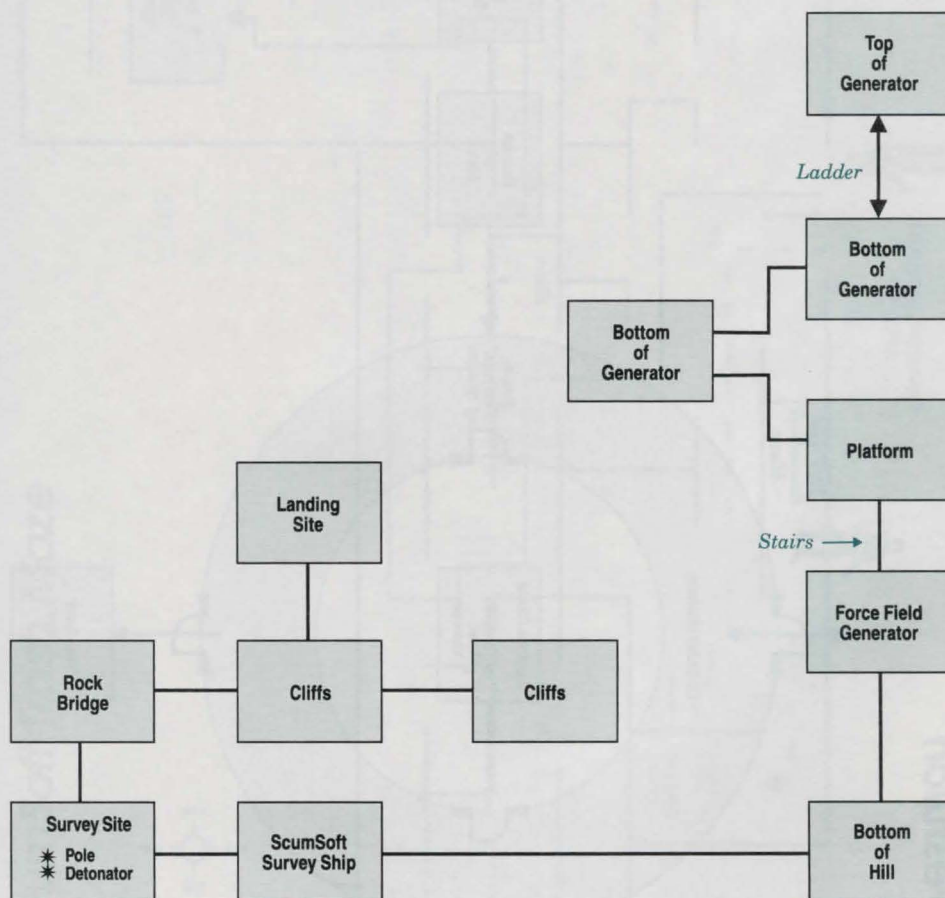 Top
of
Generator
Ladder
Bottom
of
Generator
Bottom
of
Generator
Platform
Landing
Site
Stairs
Force Field
Generator
Rock
Bridge
Cliffs
Cliffs
Survey Site
✷ Pole
✷ Detonator
ScumSoft
Survey Ship
Bottom
of
Hill